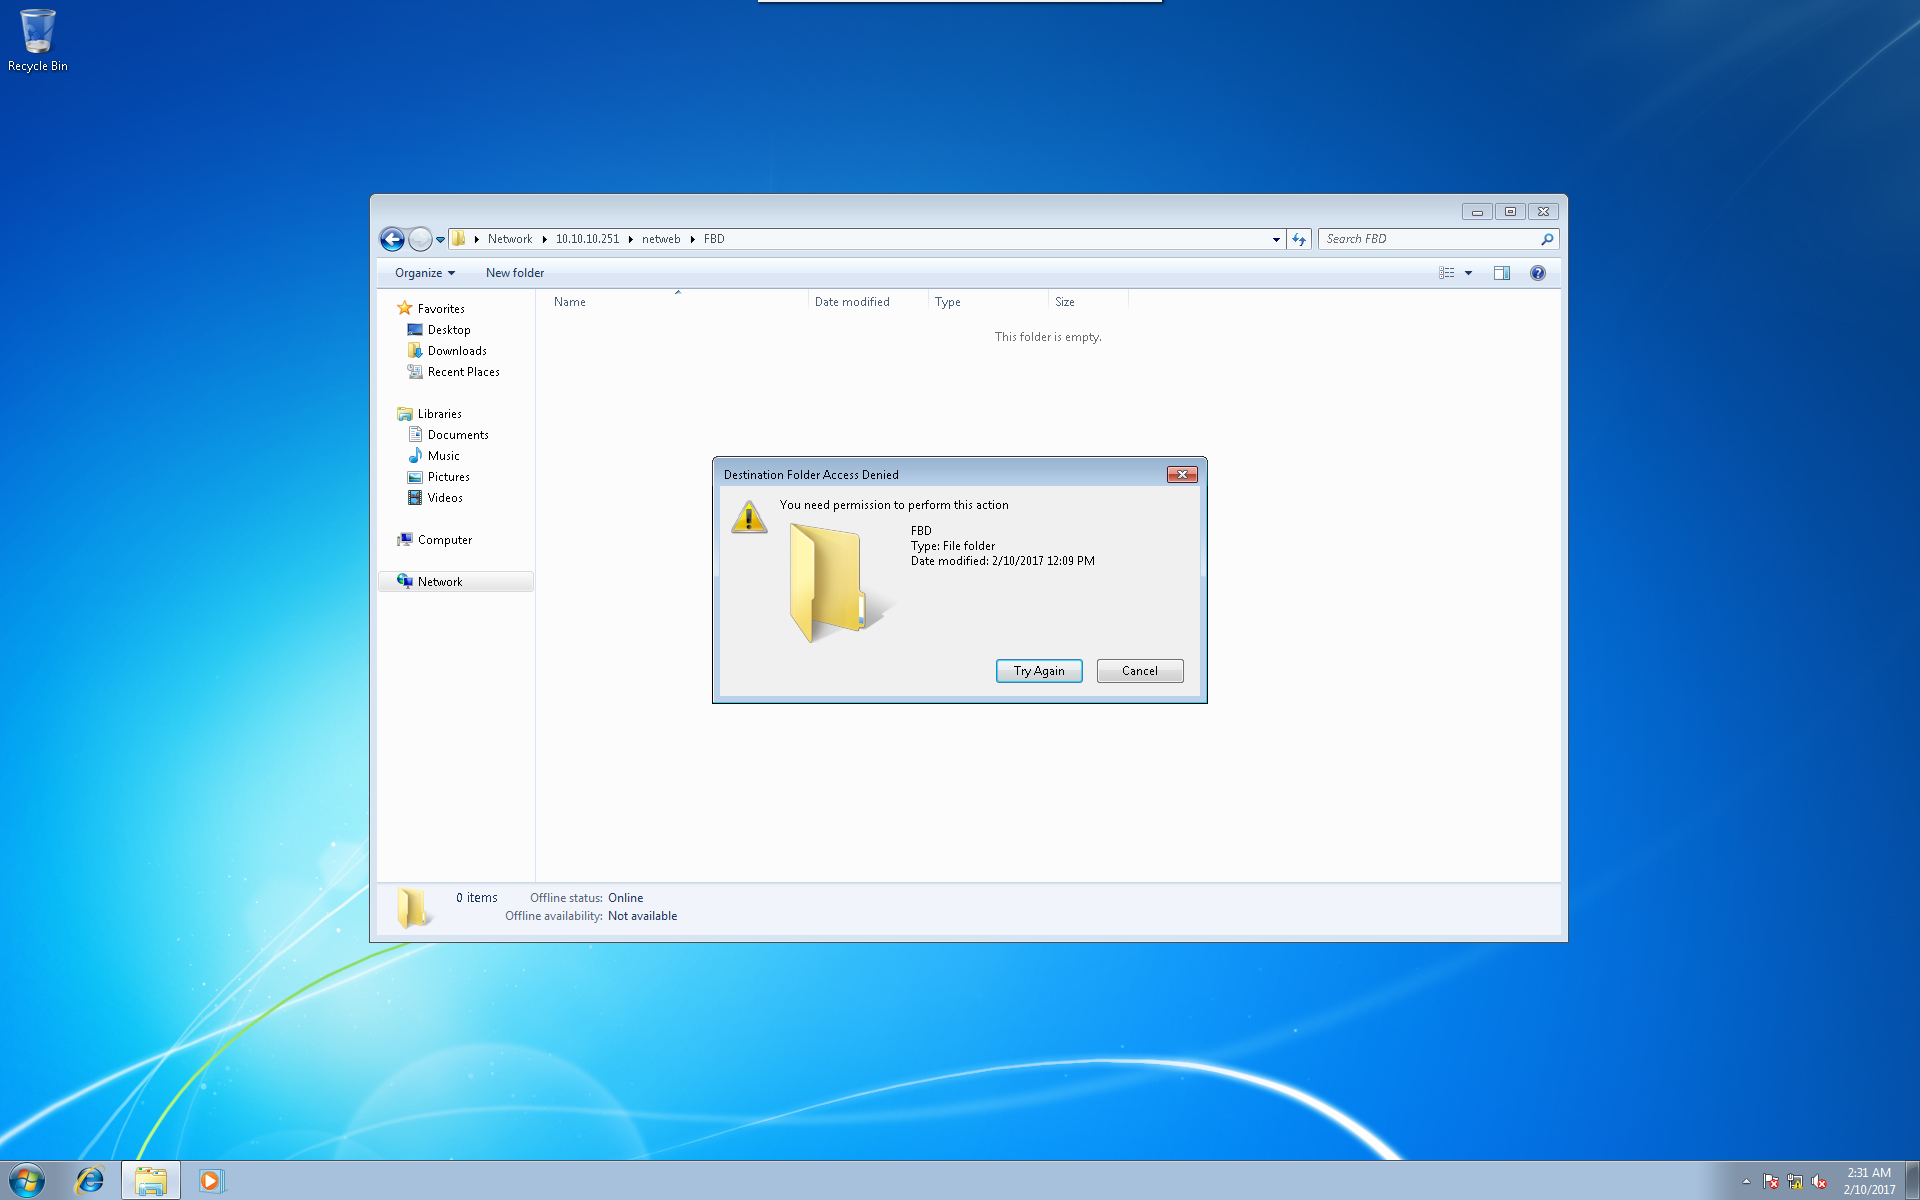 Recycle Bin
Network 10.10.10.251 netweb FBD
Search FBD
Organize
New folder
Name
Date modified
Type
Size
This folder is empty.
Favorites
Desktop
Downloads
Recent Places
Libraries
Documents
Music
Pictures
Videos
Computer
Network
Destination Folder Access Denied
You need permission to perform this action
FBD
Type: File folder
Date modified: 2/10/2017 12:09 PM
Try Again
Cancel
0 items
Offline status: Online
Offline availability: Not available
2:31 AM
2/10/2017